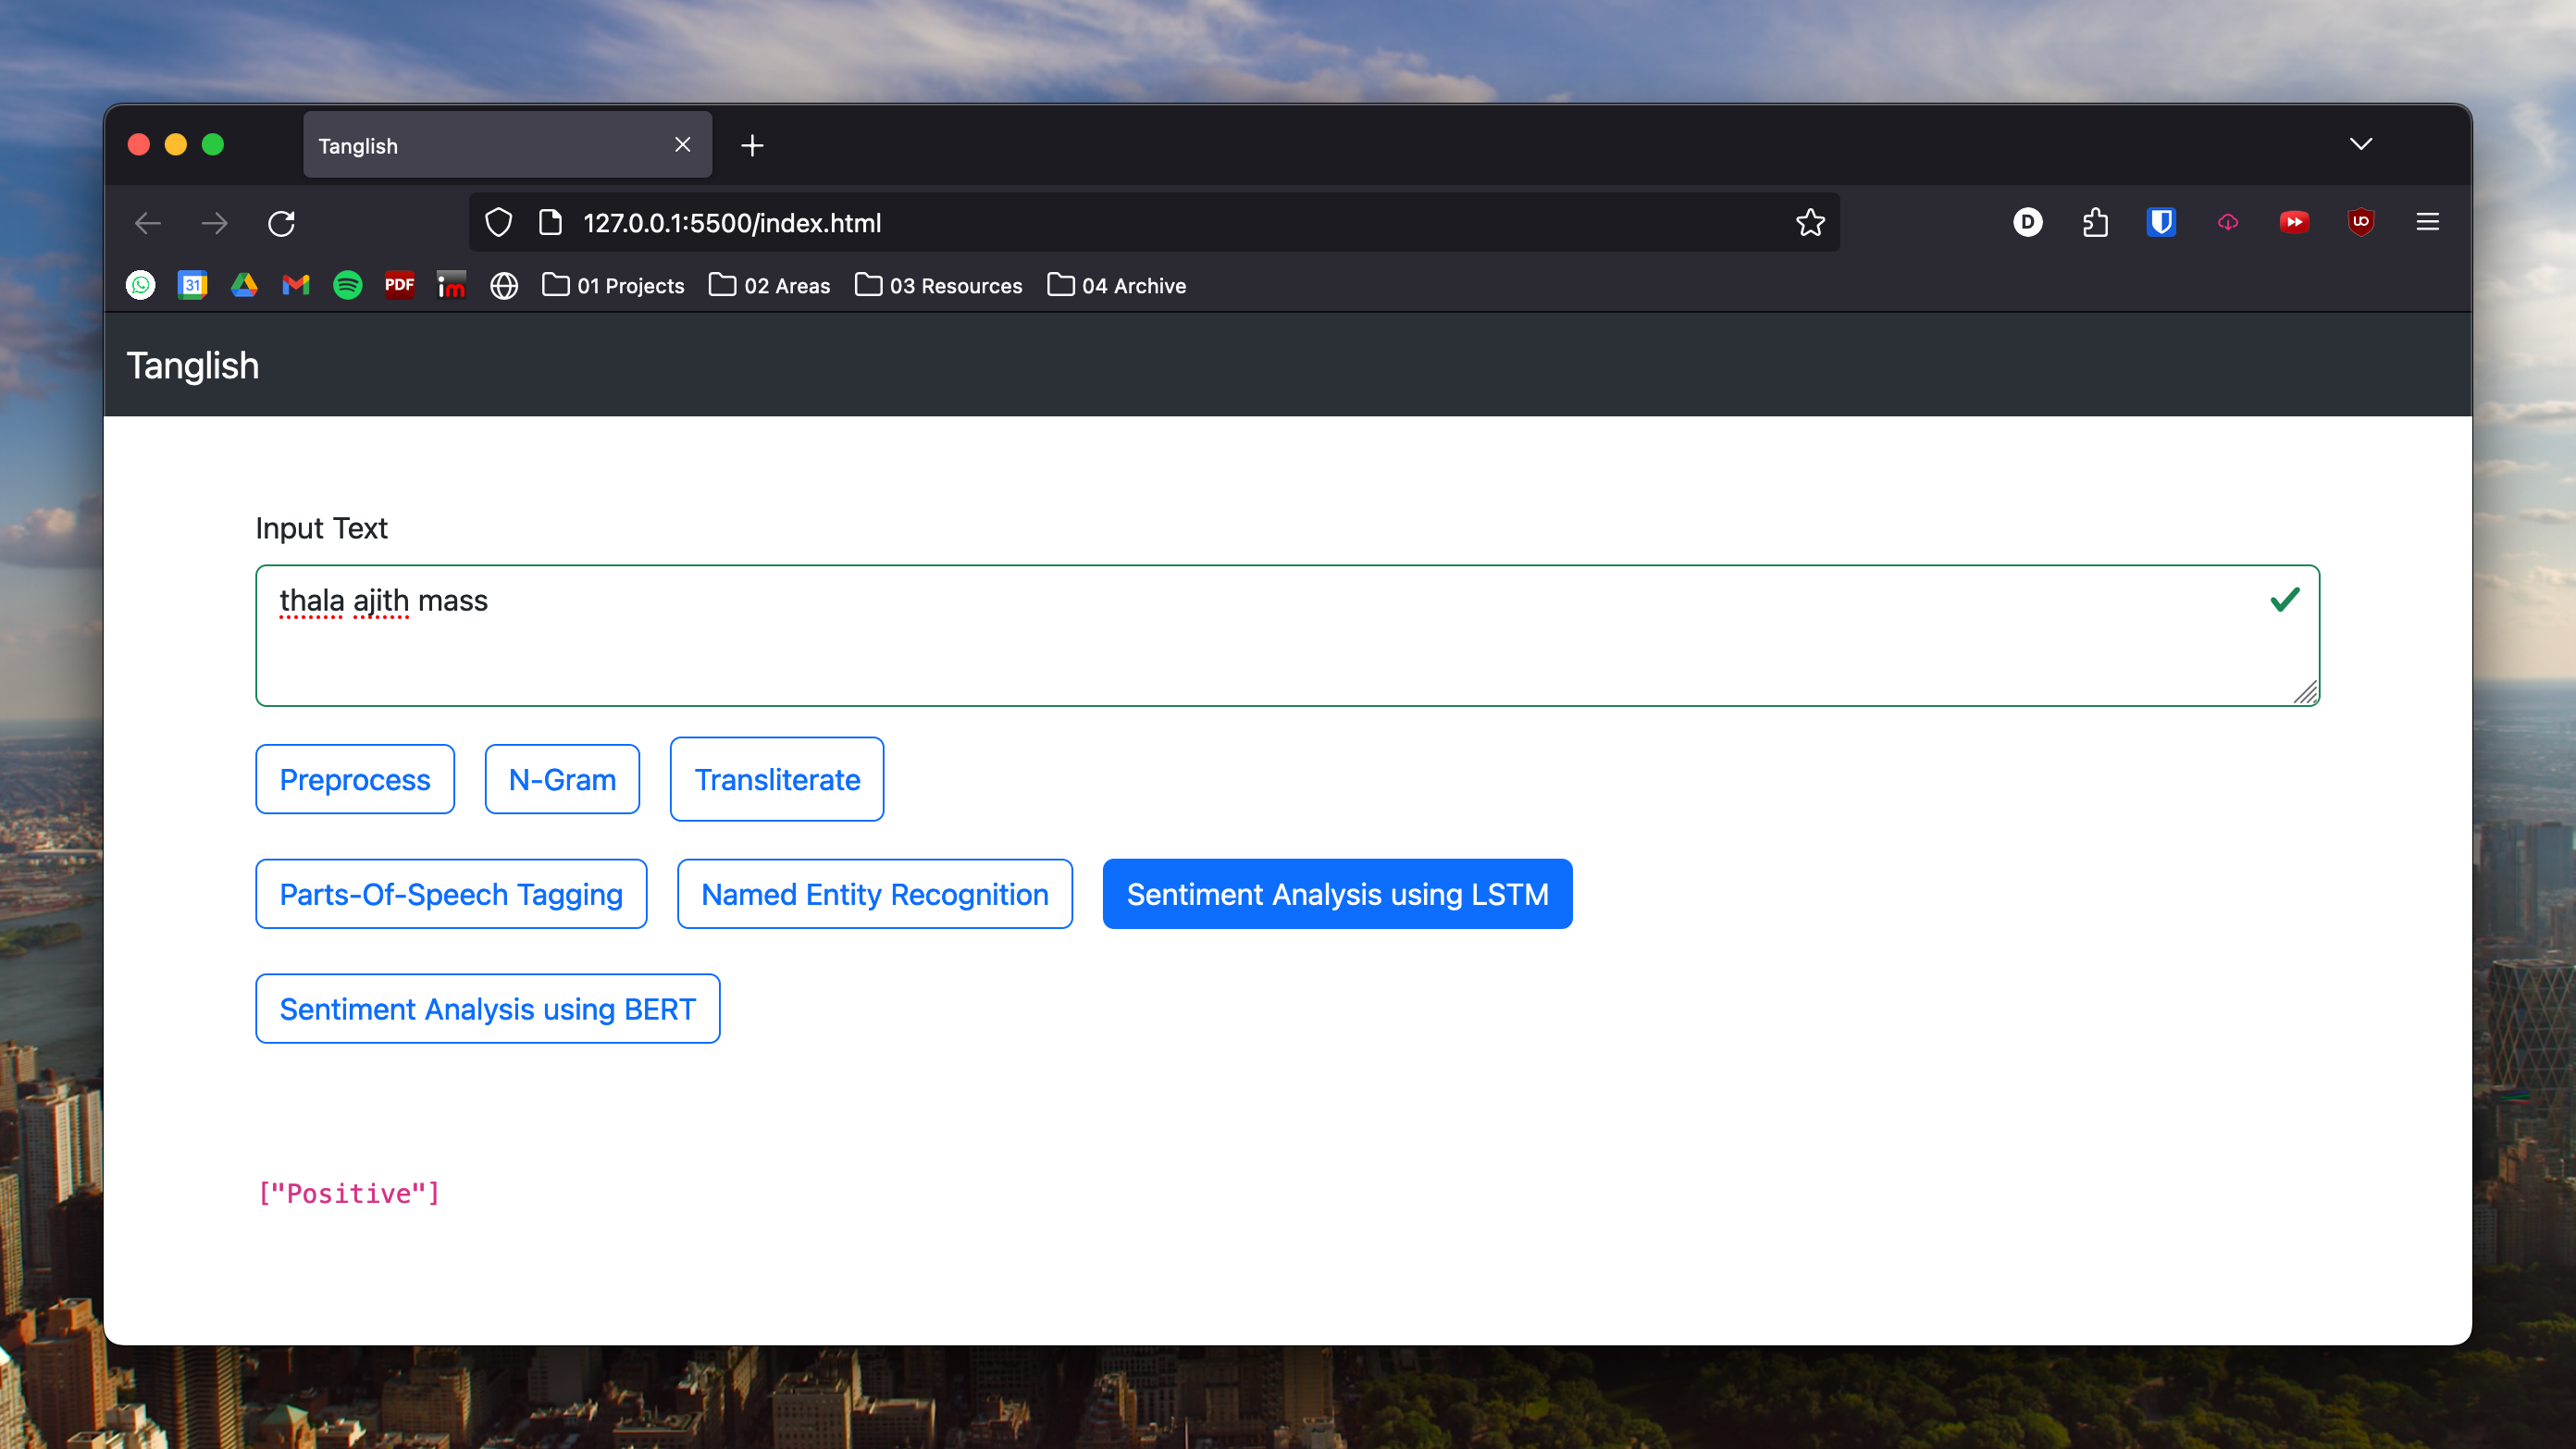 Tanglish
127.0.0.1:5500/index.html
D
31
PDF
im
01 Projects
02 Areas
03 Resources
04 Archive
Tanglish
Input Text
thala ajith mass
Preprocess
N-Gram
Transliterate
Parts-Of-Speech Tagging
Named Entity Recognition
Sentiment Analysis using LSTM
Sentiment Analysis using BERT
["Positive"]